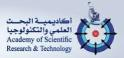 أكاديمية البحث
العلمي والتكنولوجيا
Academy of Scientific
Research & Technology